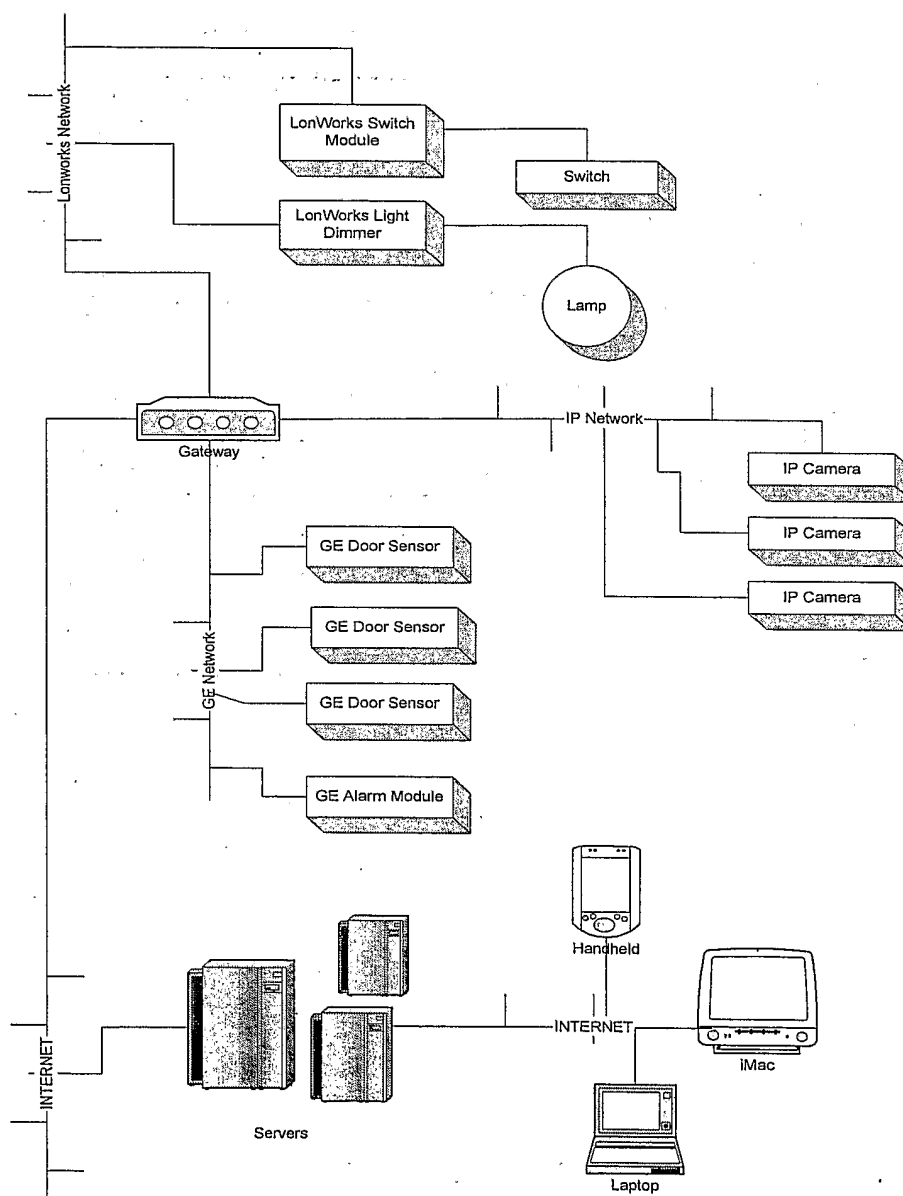 Lonworks Network
LonWorks Switch
Module
Switch
LonWorks Light
Dimmer
Lamp
Gateway
IP Network
IP Camera
IP Camera
IP Camera
GE Door Sensor
GE Door Sensor
GE Network
GE Door Sensor
GE Alarm Module
Handheld
INTERNET
INTERNET
iMac
Servers
Laptop